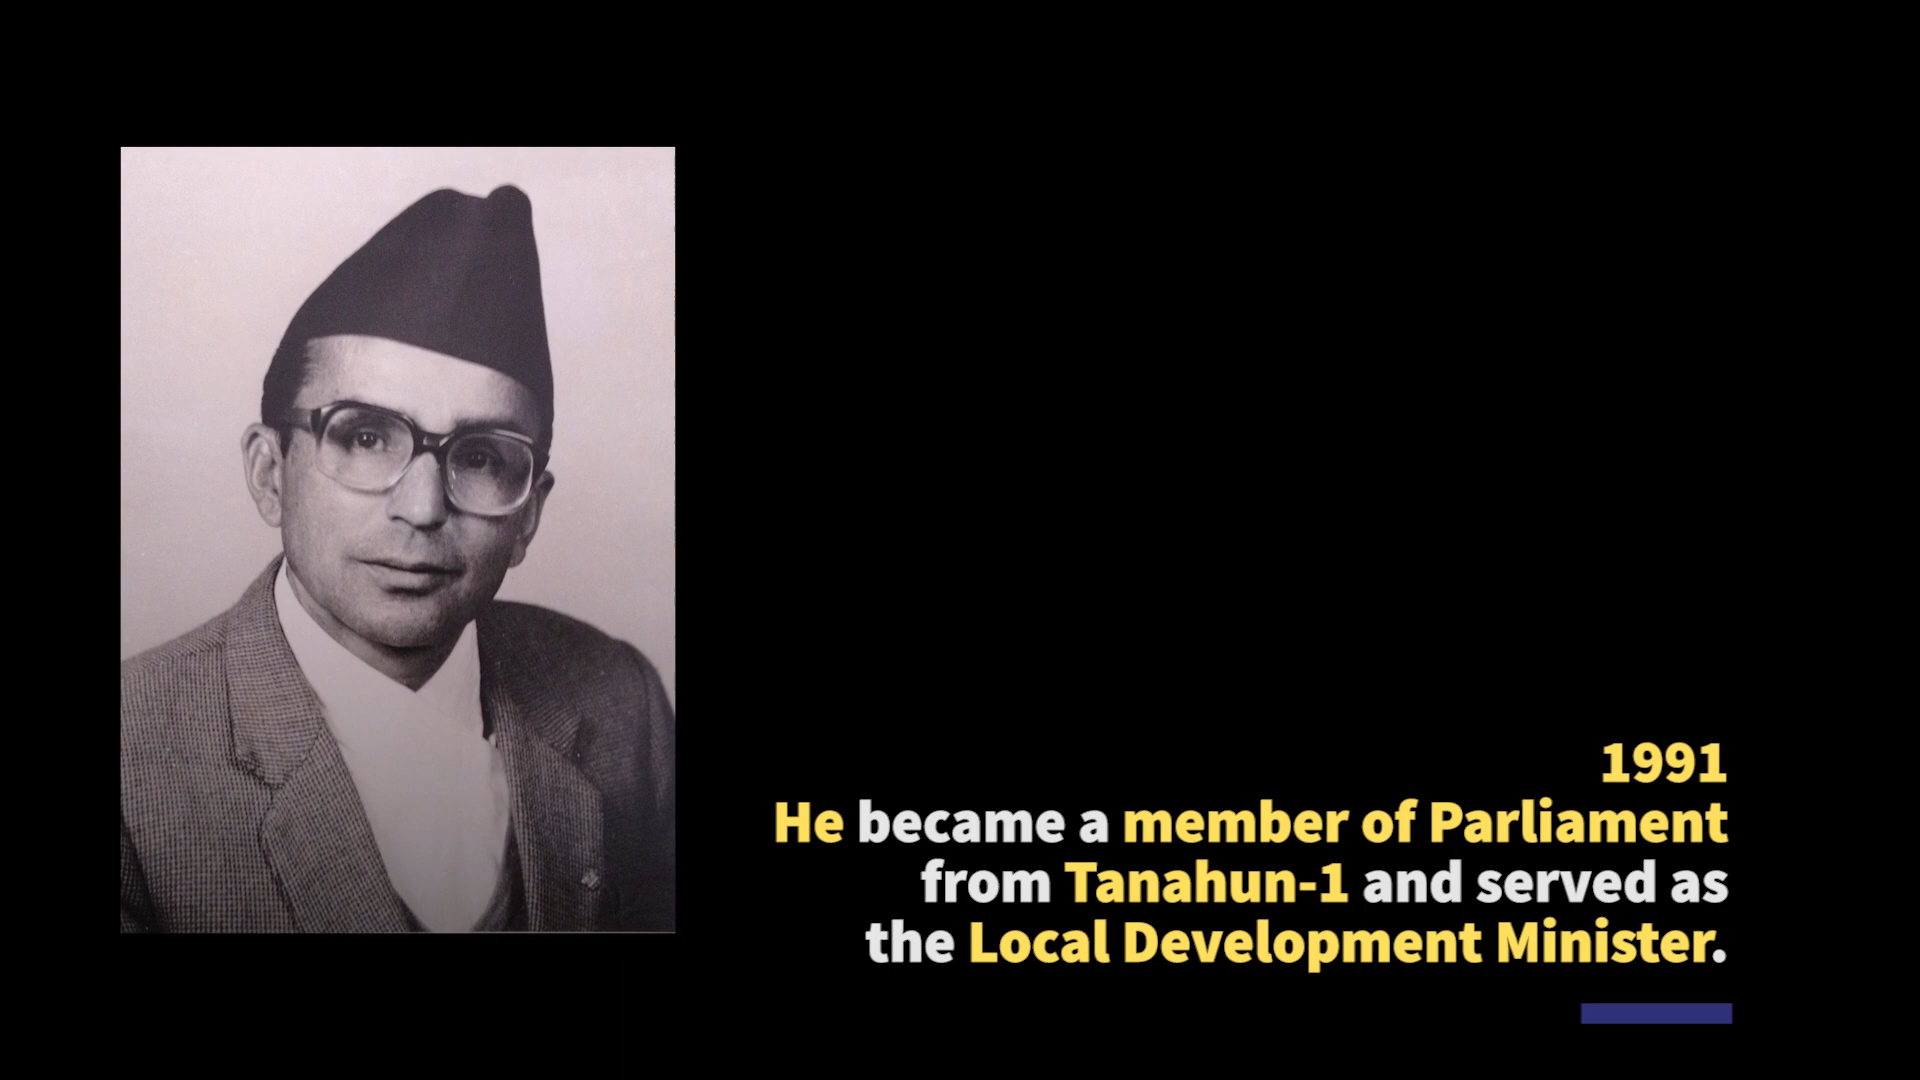 1991
He became a member of Parliament
from Tanahun-1 and served as
the Local Development Minister.